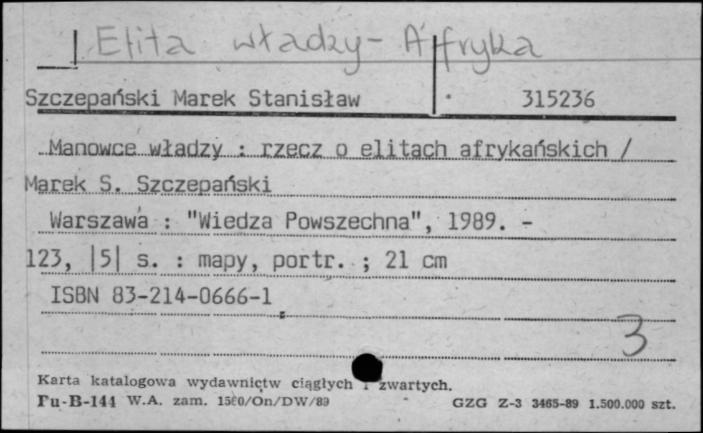 Elita władzy - Afryka
Szczepański Marek Stanisław 315236
Manowce władzy : rzecz o elitach afrykańskich /
Marek S. Szczepański
Warszawa : "Wiedza Powszechna", 1989. -
123, |5| s. : mapy, portr. ; 21 cm
ISBN 83-214-0666-1
3
Karta katalogowa wydawnictw ciągłych i zwartych.
Pu-B-144 W.A. zam. 1500/On/DW/89 GZG Z-3 3465-89 1.500.000 szt.